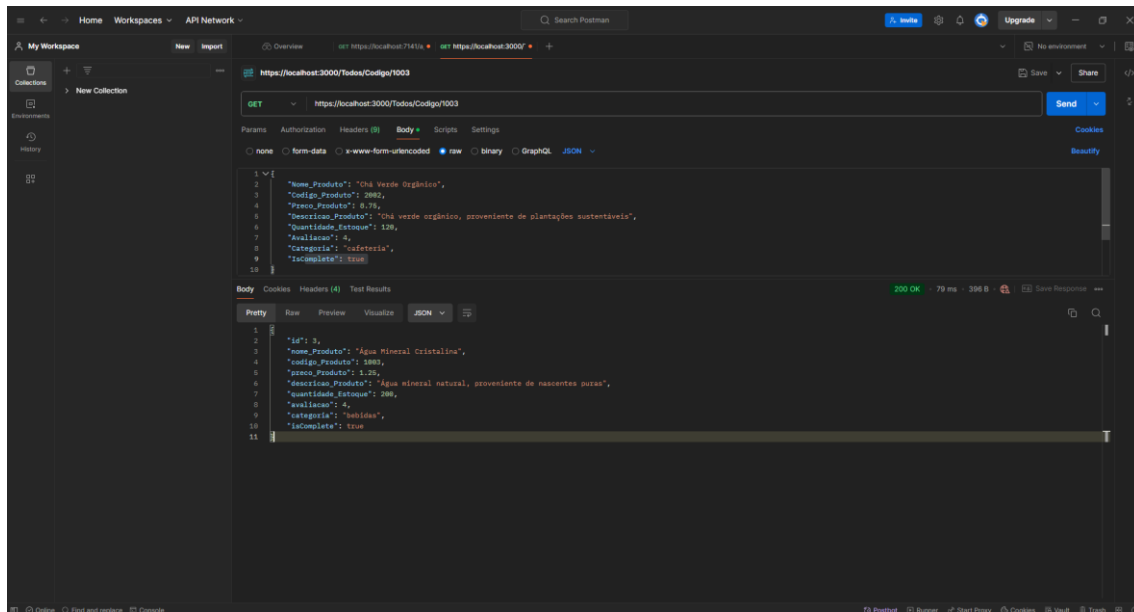 Home Workspaces API Network Search Postman Invite Upgrade
My Workspace New Import Overview GET https://localhost:7141/a GET https://localhost:3000/ No environment
Collections
Environments
History
New Collection
https://localhost:3000/Todos/Codigo/1003 Save Share
GET https://localhost:3000/Todos/Codigo/1003 Send
Params Authorization Headers (9) Body Scripts Settings Cookies
none form-data x-www-form-urlencoded raw binary GraphQL JSON Beautify
1 {
2 "Nome_Produto": "Chá Verde Orgânico",
3 "Codigo_Produto": 2002,
4 "Preco_Produto": 0.75,
5 "Descricao_Produto": "Chá verde orgânico, proveniente de plantações sustentáveis",
6 "Quantidade_Estoque": 120,
7 "Avaliacao": 4,
8 "Categoria": "cafeteria",
9 "IsComplete": true
10 }
Body Cookies Headers (4) Test Results 200 OK 79 ms 396 B Save Response
Pretty Raw Preview Visualize JSON
1 {
2 "id": 3,
3 "nome_Produto": "Água Mineral Cristalina",
4 "codigo_Produto": 1003,
5 "preco_Produto": 1.25,
6 "descricao_Produto": "Água mineral natural, proveniente de nascentes puras",
7 "quantidade_Estoque": 200,
8 "avaliacao": 4,
9 "categoria": "bebidas",
10 "isComplete": true
11 }
Online Find and replace Console Postbot Runner Start Proxy Cookies Vault Trash